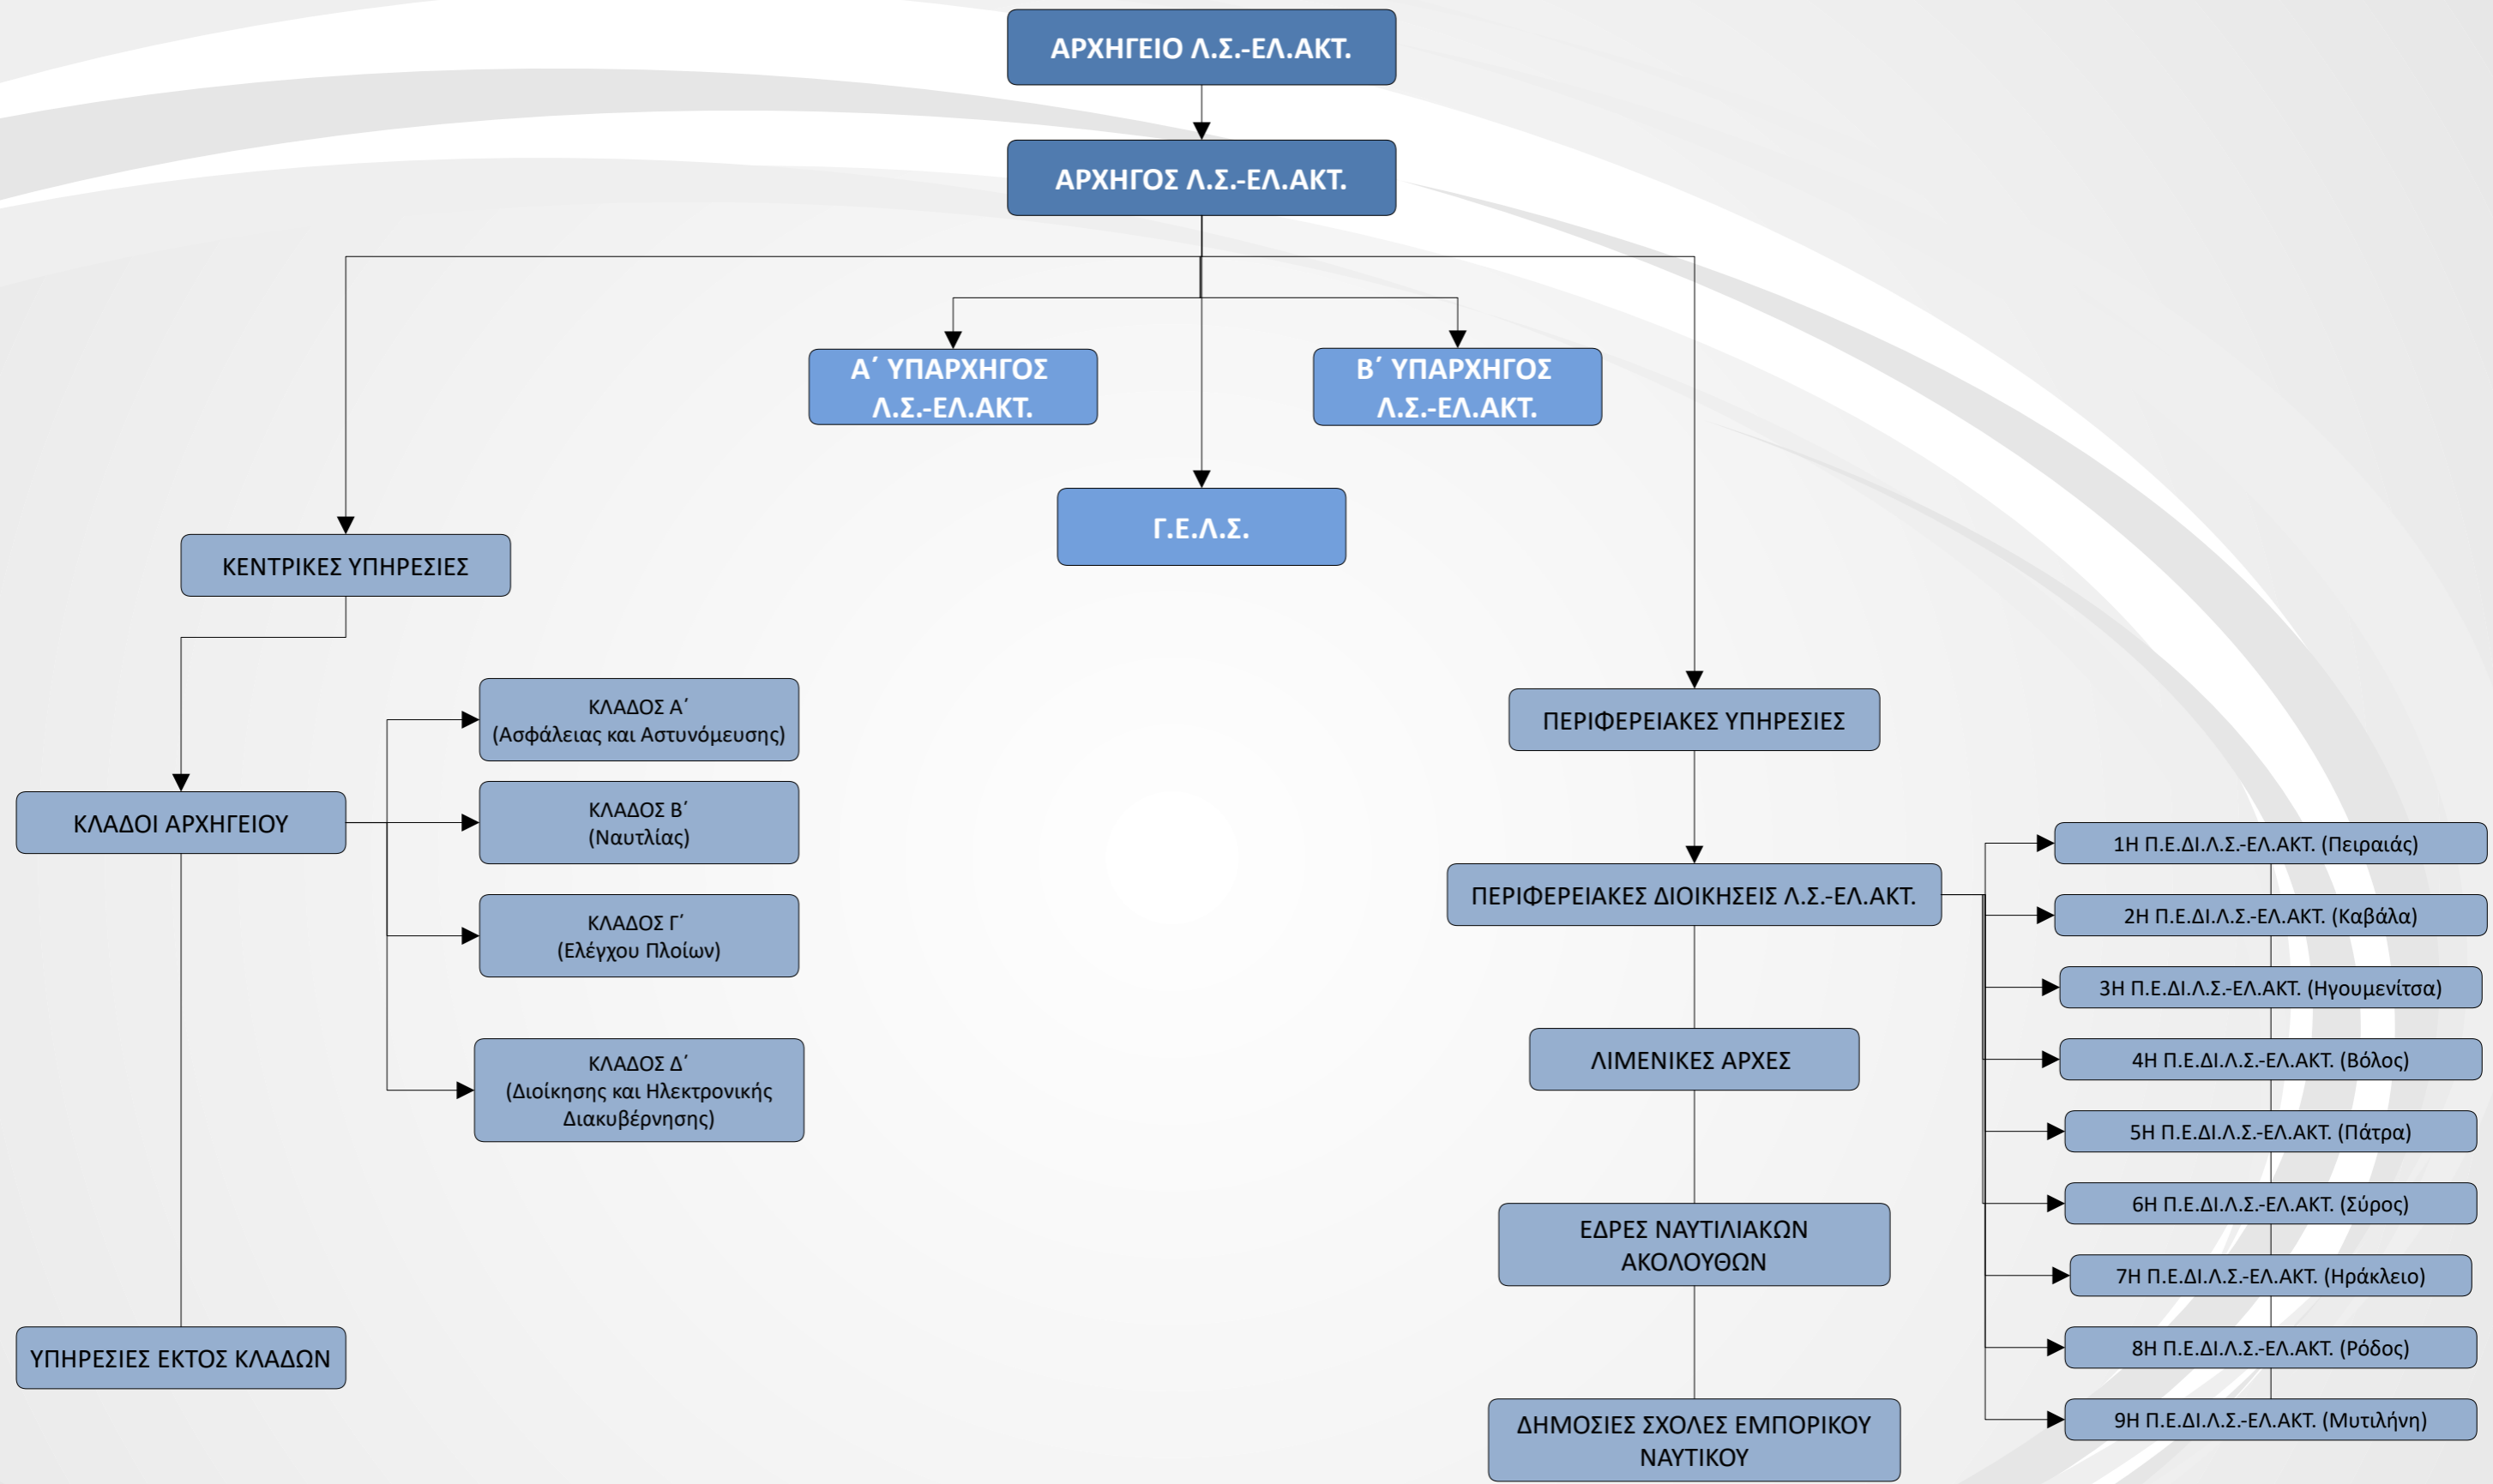 ΑΡΧΗΓΕΙΟ Λ.Σ.-ΕΛ.ΑΚΤ.
ΑΡΧΗΓΟΣ Λ.Σ.-ΕΛ.ΑΚΤ.
Α΄ ΥΠΑΡΧΗΓΟΣ
Λ.Σ.-ΕΛ.ΑΚΤ.
Β΄ ΥΠΑΡΧΗΓΟΣ
Λ.Σ.-ΕΛ.ΑΚΤ.
Γ.Ε.Λ.Σ.
ΚΕΝΤΡΙΚΕΣ ΥΠΗΡΕΣΙΕΣ
ΚΛΑΔΟΙ ΑΡΧΗΓΕΙΟΥ
ΚΛΑΔΟΣ Α΄
(Ασφάλειας και Αστυνόμευσης)
ΚΛΑΔΟΣ Β΄
(Ναυτλίας)
ΚΛΑΔΟΣ Γ΄
(Ελέγχου Πλοίων)
ΚΛΑΔΟΣ Δ΄
(Διοίκησης και Ηλεκτρονικής
Διακυβέρνησης)
ΥΠΗΡΕΣΙΕΣ ΕΚΤΟΣ ΚΛΑΔΩΝ
ΠΕΡΙΦΕΡΕΙΑΚΕΣ ΥΠΗΡΕΣΙΕΣ
ΠΕΡΙΦΕΡΕΙΑΚΕΣ ΔΙΟΙΚΗΣΕΙΣ Λ.Σ.-ΕΛ.ΑΚΤ.
ΛΙΜΕΝΙΚΕΣ ΑΡΧΕΣ
ΕΔΡΕΣ ΝΑΥΤΙΛΙΑΚΩΝ
ΑΚΟΛΟΥΘΩΝ
ΔΗΜΟΣΙΕΣ ΣΧΟΛΕΣ ΕΜΠΟΡΙΚΟΥ
ΝΑΥΤΙΚΟΥ
1Η Π.Ε.ΔΙ.Λ.Σ.-ΕΛ.ΑΚΤ. (Πειραιάς)
2Η Π.Ε.ΔΙ.Λ.Σ.-ΕΛ.ΑΚΤ. (Καβάλα)
3Η Π.Ε.ΔΙ.Λ.Σ.-ΕΛ.ΑΚΤ. (Ηγουμενίτσα)
4Η Π.Ε.ΔΙ.Λ.Σ.-ΕΛ.ΑΚΤ. (Βόλος)
5Η Π.Ε.ΔΙ.Λ.Σ.-ΕΛ.ΑΚΤ. (Πάτρα)
6Η Π.Ε.ΔΙ.Λ.Σ.-ΕΛ.ΑΚΤ. (Σύρος)
7Η Π.Ε.ΔΙ.Λ.Σ.-ΕΛ.ΑΚΤ. (Ηράκλειο)
8Η Π.Ε.ΔΙ.Λ.Σ.-ΕΛ.ΑΚΤ. (Ρόδος)
9Η Π.Ε.ΔΙ.Λ.Σ.-ΕΛ.ΑΚΤ. (Μυτιλήνη)